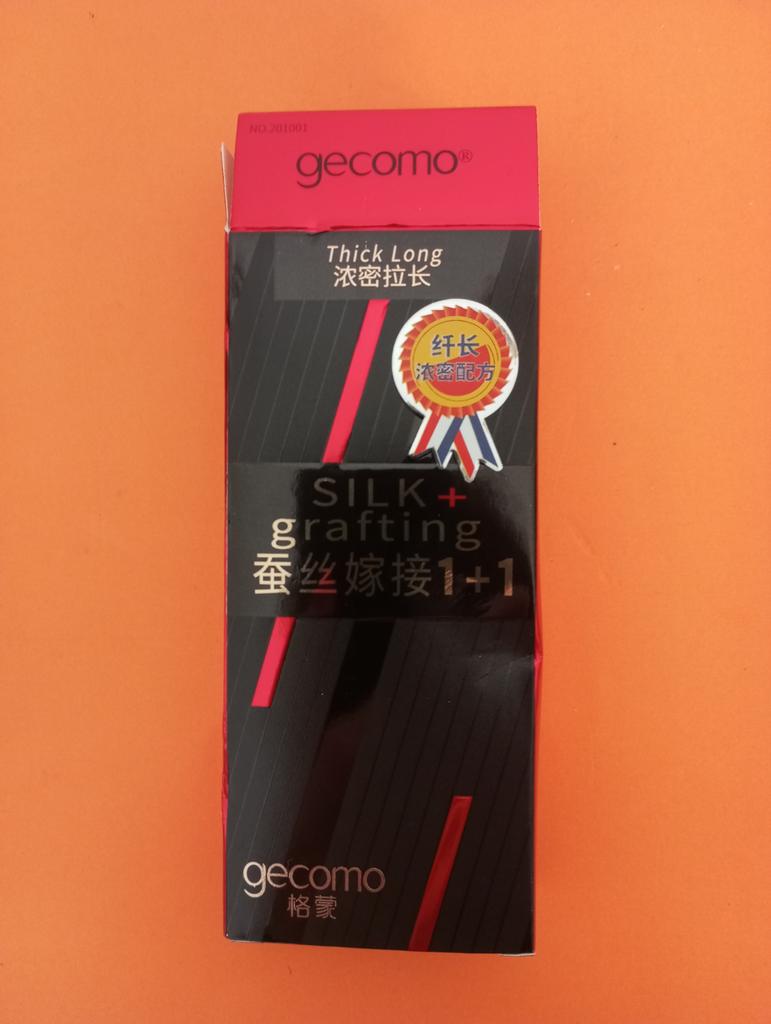 NO.201001
gecomo®
Thick Long
浓密拉长
纤长
浓密配方
SILK +
grafting
蚕丝嫁接1+1
gecomo
格蒙